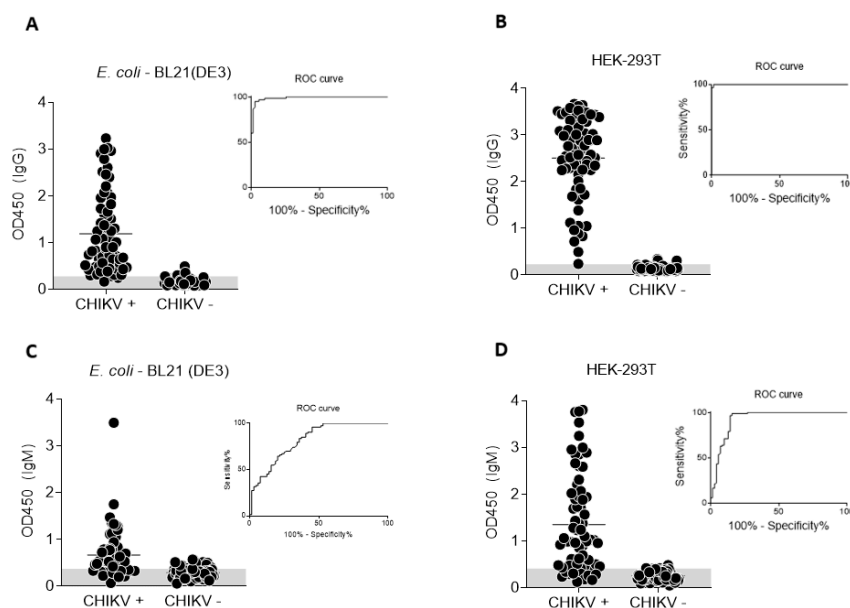 A
E. coli - BL21(DE3)
OD450 (IgG)
4
3
2
1
0
CHIKV +
CHIKV -
ROC curve
100
50
0
0
50
100
100% - Specificity%
B
HEK-293T
OD450 (IgG)
4
3
2
1
0
CHIKV +
CHIKV -
ROC curve
Sensitivity%
100
50
0
0
50
100
100% - Specificity%
C
E. coli - BL21 (DE3)
OD450 (IgM)
4
3
2
1
0
CHIKV +
CHIKV -
ROC curve
Sensitivity%
100
50
0
0
50
100
100% - Specificity%
D
HEK-293T
OD450 (IgM)
4
3
2
1
0
CHIKV +
CHIKV -
ROC curve
Sensitivity%
100
50
0
0
50
100
100% - Specificity%